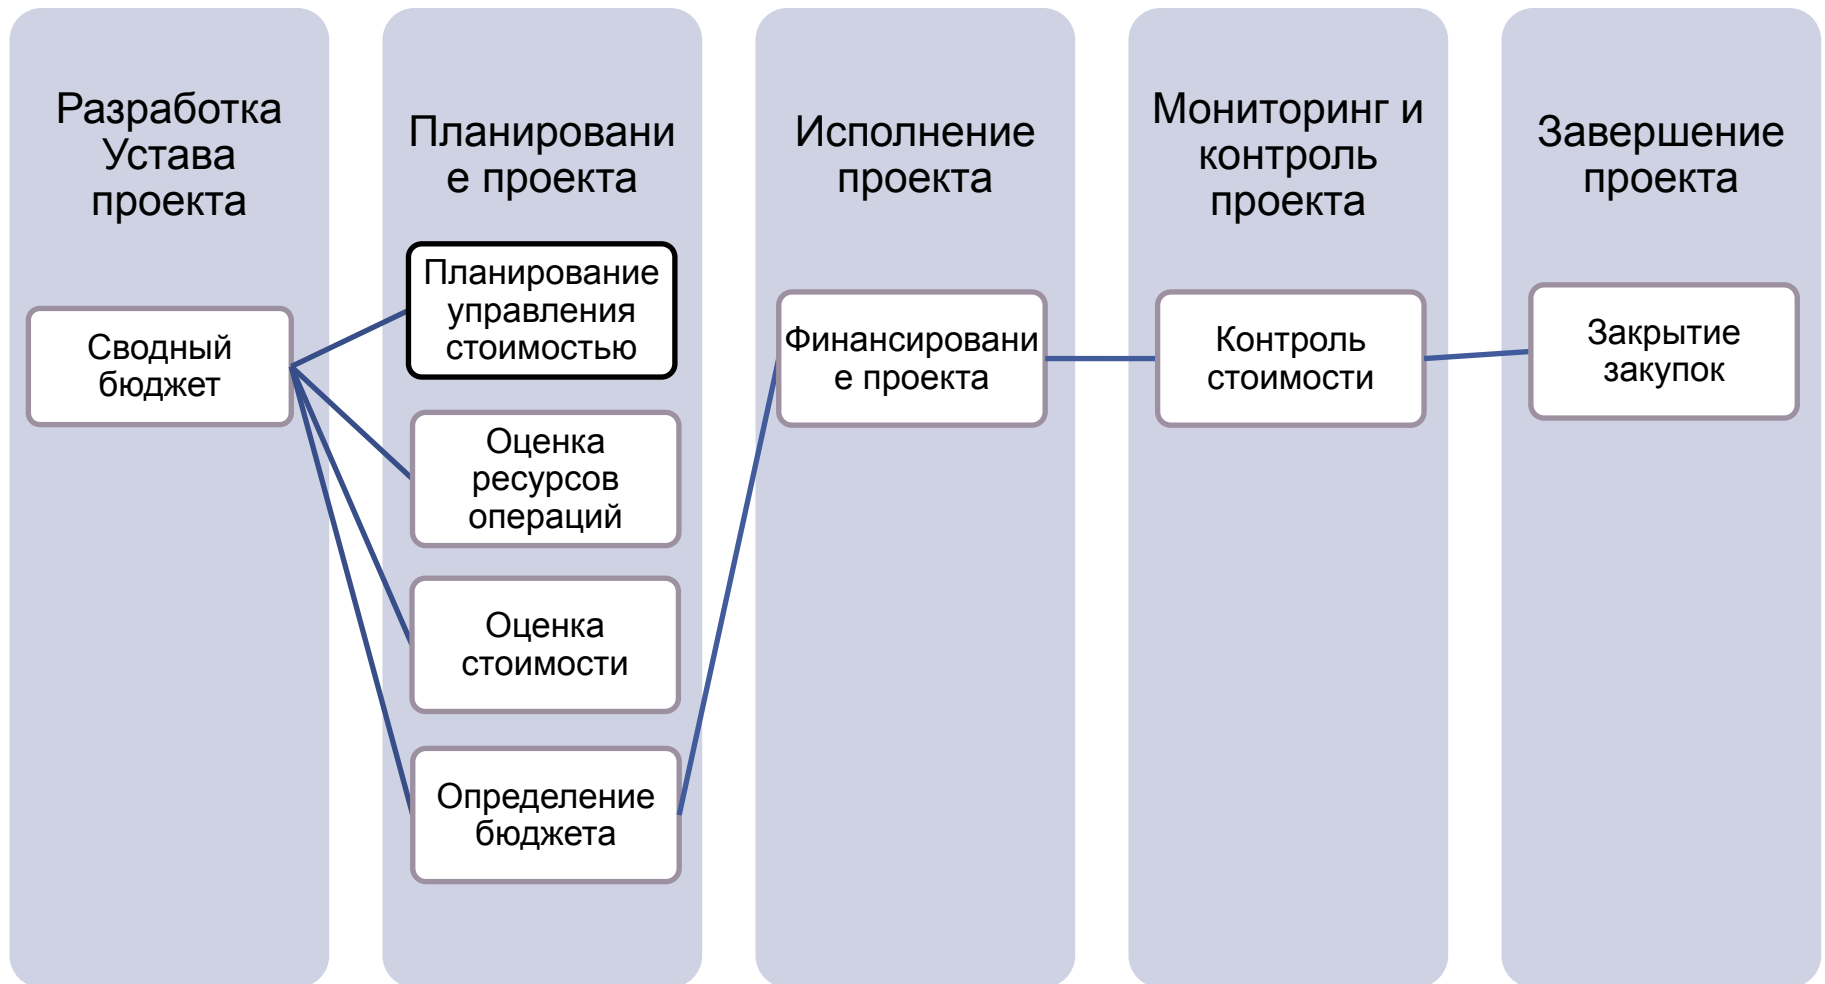 Разработка
Устава
проекта
Сводный
бюджет
Планировани
е проекта
Планирование
управления
стоимостью
Оценка
ресурсов
операций
Оценка
стоимости
Определение
бюджета
Исполнение
проекта
Финансировани
е проекта
Мониторинг и
контроль
проекта
Контроль
стоимости
Завершение
проекта
Закрытие
закупок